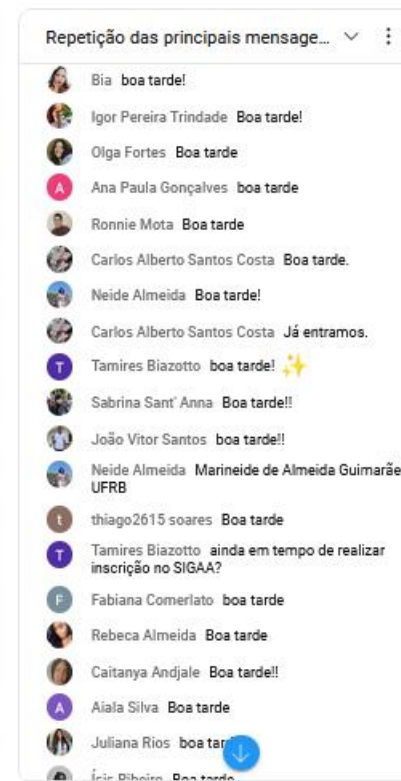 Repetição das principais mensage...
Bia boa tarde!
Igor Pereira Trindade Boa tarde!
Olga Fortes Boa tarde
A Ana Paula Gonçalves boa tarde
Ronnie Mota Boa tarde
Carlos Alberto Santos Costa Boa tarde.
Neide Almeida Boa tarde!
Carlos Alberto Santos Costa Já entramos.
T Tamires Biazotto boa tarde! ✨
Sabrina Sant' Anna Boa tarde!!
João Vitor Santos boa tarde!!
Neide Almeida Marineide de Almeida Guimarãe
UFRB
t thiago2615 soares Boa tarde
T Tamires Biazotto ainda em tempo de realizar
inscrição no SIGAA?
F Fabiana Comerlato boa tarde
Rebeca Almeida Boa tarde
Caitanya Andjale Boa tarde!!
A Aiala Silva Boa tarde
Juliana Rios boa tar
Ísis Ribeiro Boa tarde